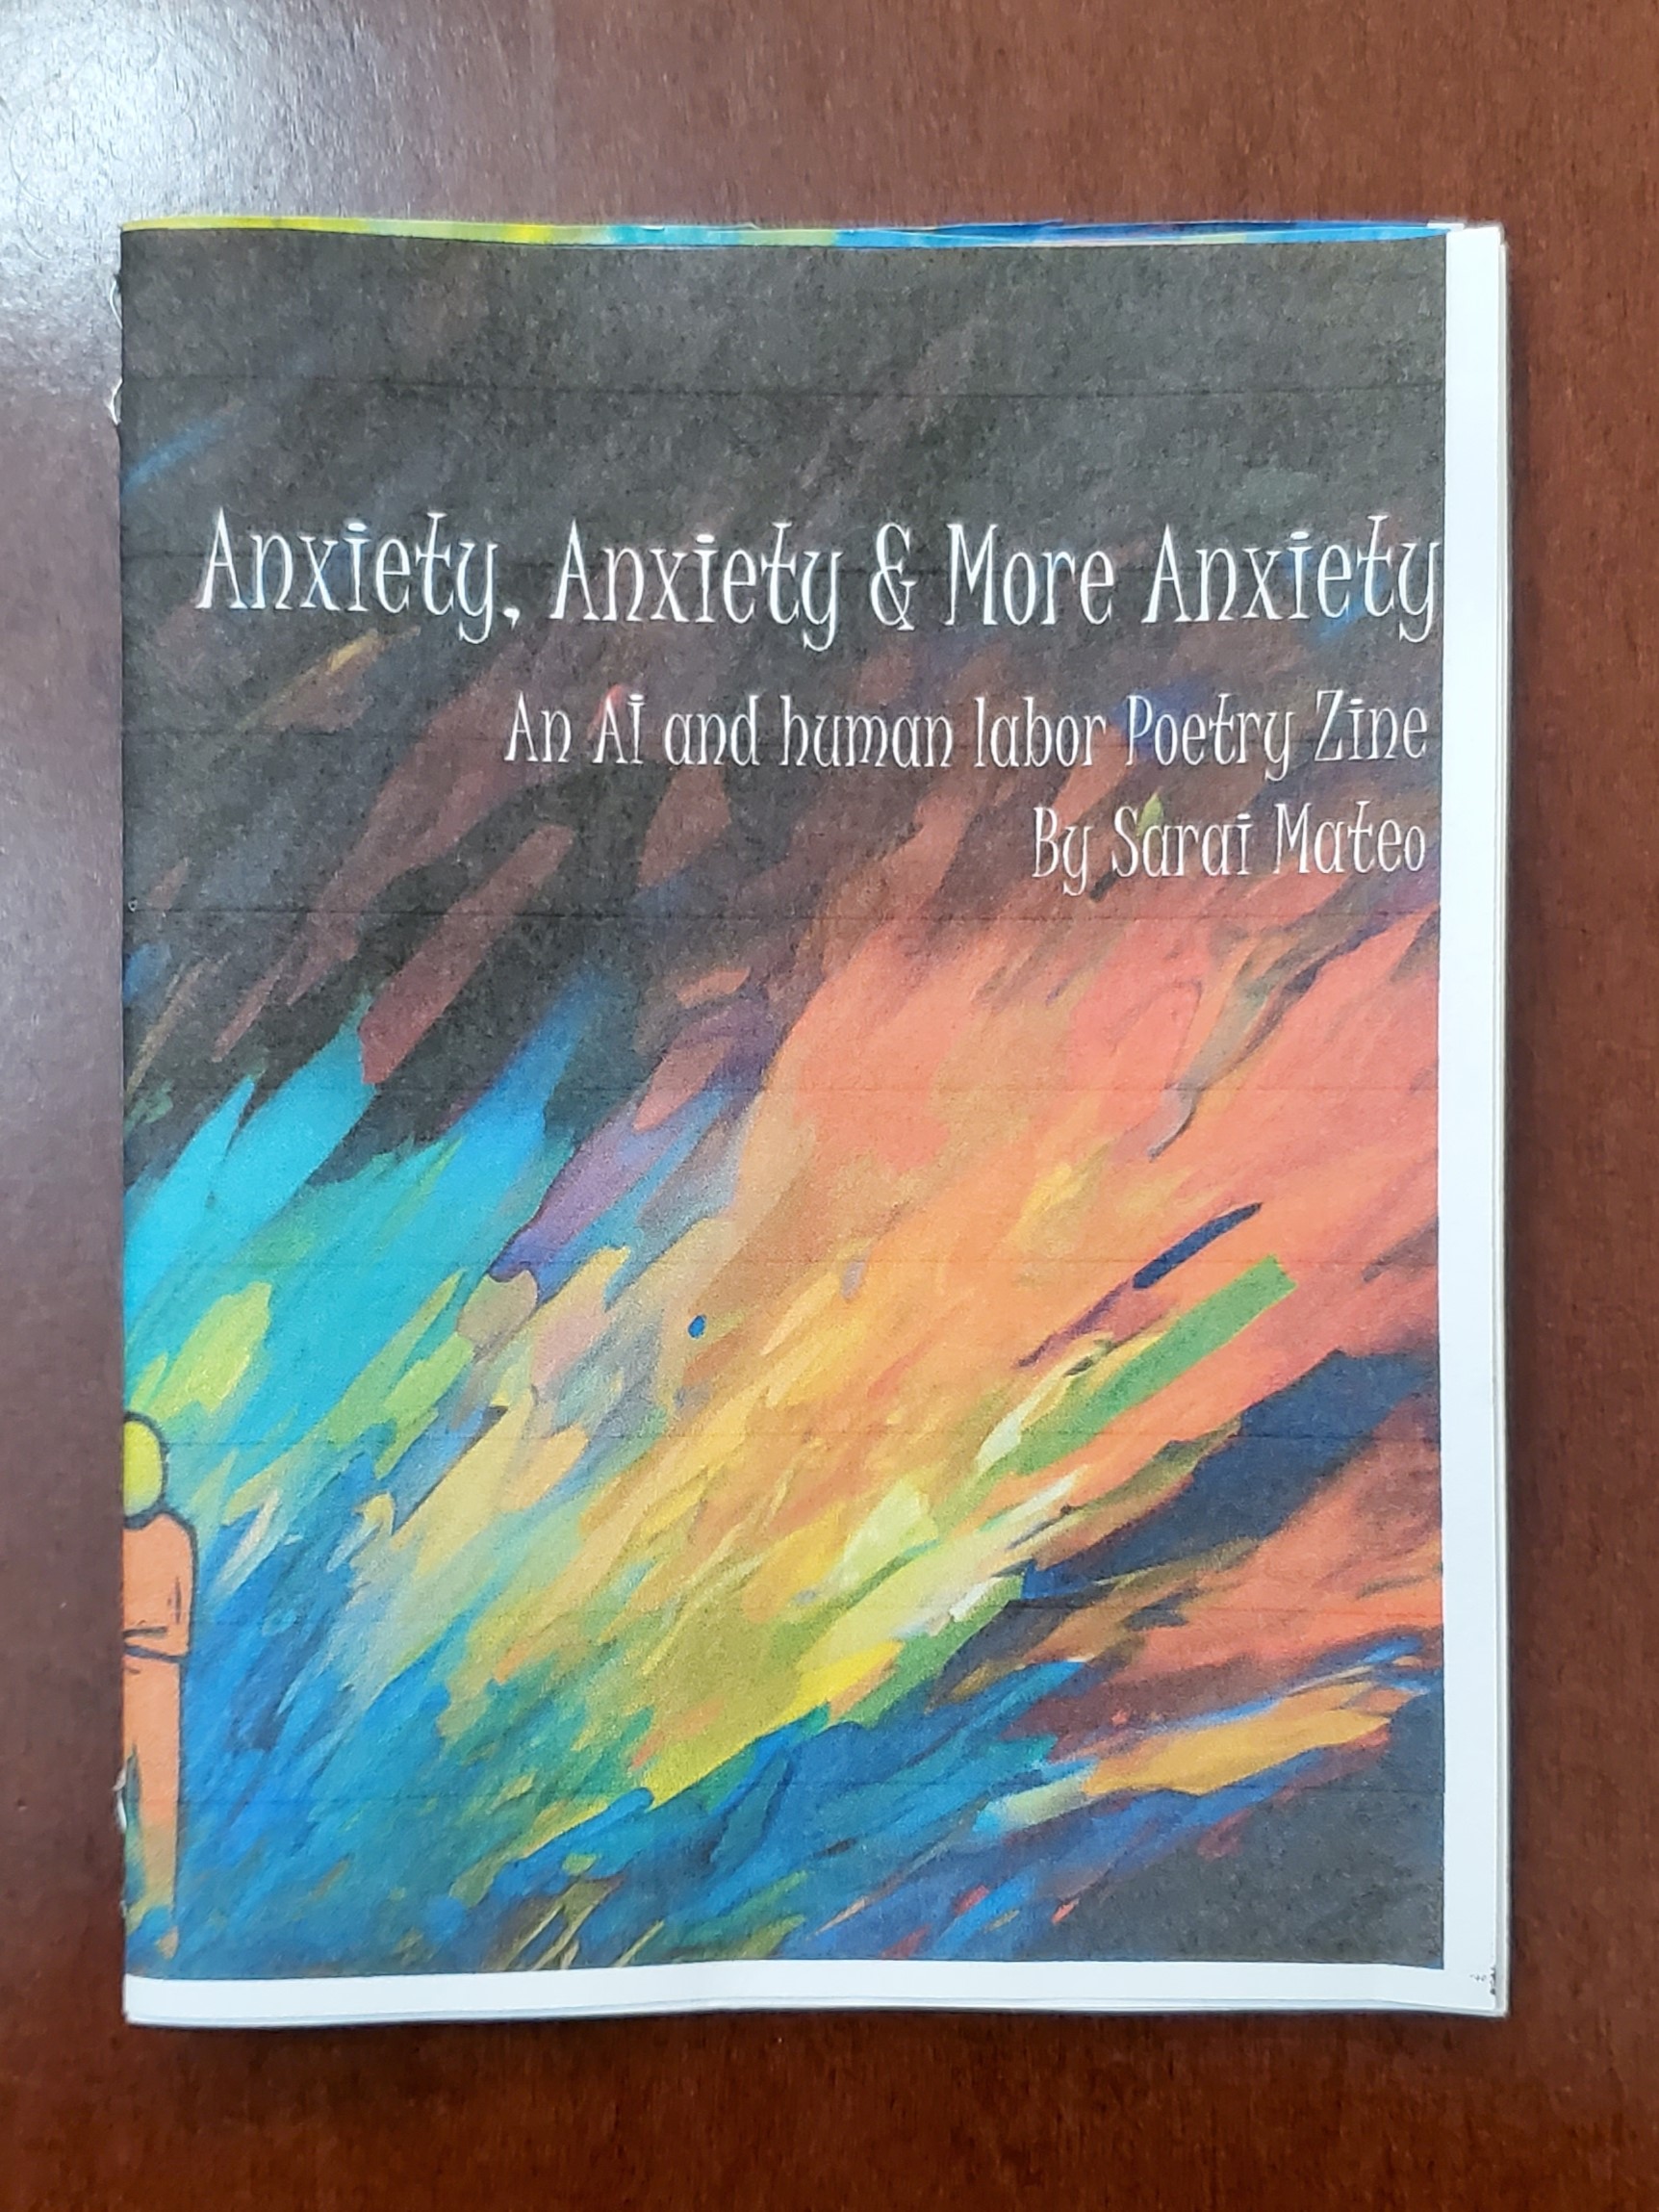 Anxiety, Anxiety & More Anxiety
An AI and human labor Poetry Zine
By Sarai Mateo